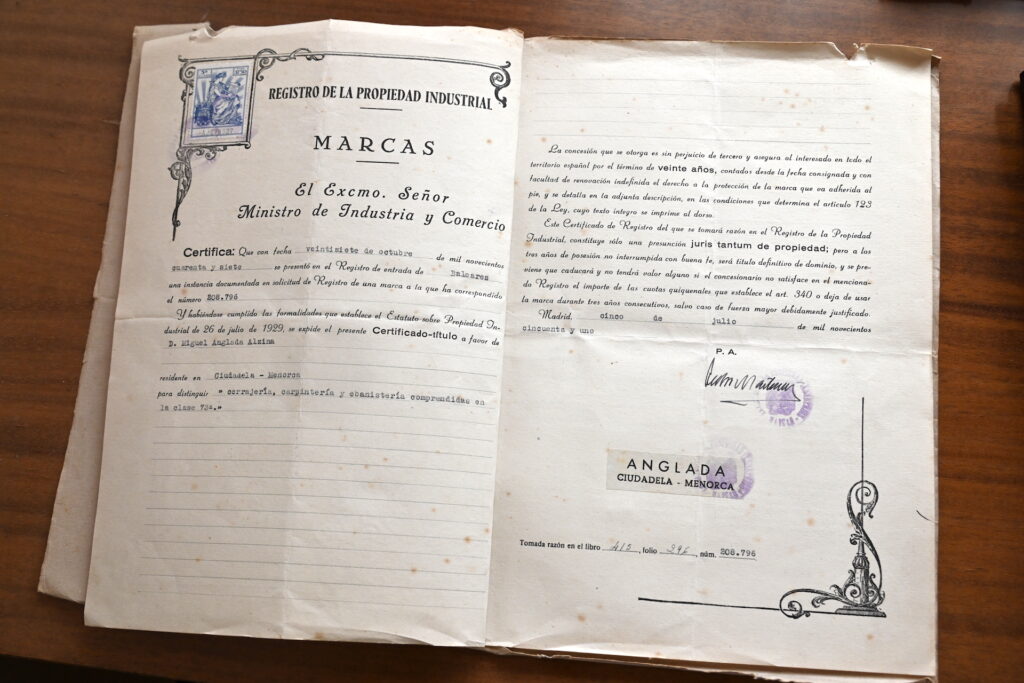 REGISTRO DE LA PROPIEDAD INDUSTRIAL
MARCAS
El Excmo. Señor
Ministro de Industria y Comercio
Certifica: Que con fecha veintisiete de octubre de mil novecientos
cuarenta y siete se presentó en el Registro de entrada de Baleares
una instancia documentada en solicitud de Registro de una marca a la que ha correspondido
el número 208.796
Y habiéndose cumplido las formalidades que establece el Estatuto sobre Propiedad In-
dustrial de 26 de julio de 1929, se expide el presente Certificado-título a favor de
D. Miguel Anglada Alzina
residente en Ciudadela - Menorca
para distinguir " cerrajería, carpintería y ebanistería comprendidas en
la clase 73a."
La concesión que se otorga es sin perjuicio de tercero y asegura al interesado en todo el
territorio español por el término de veinte años, contados desde la fecha consignada y con
facultad de renovación indefinida el derecho a la protección de la marca que va adherida al
pie, y se detalla en la adjunta descripción, en las condiciones que determina el artículo 123
de la Ley, cuyo texto íntegro se imprime al dorso.
Este Certificado de Registro del que se tomará razón en el Registro de la Propiedad
Industrial, constituye sólo una presunción juris tantum de propiedad; pero a los
tres años de posesión no interrumpida con buena fe, será título definitivo de dominio, y se pre-
viene que caducará y no tendrá valor alguno si el concesionario no satisface en el menciona-
do Registro el importe de las cuotas quiquenales que establece el art. 340 o deja de usar
la marca durante tres años consecutivos, salvo caso de fuerza mayor debidamente justificado.
Madrid, cinco de julio de mil novecientos
cincuenta y uno
P. A.
ANGLADA
CIUDADELA - MENORCA
Tomada razón en el libro 415, folio, núm. 208.796